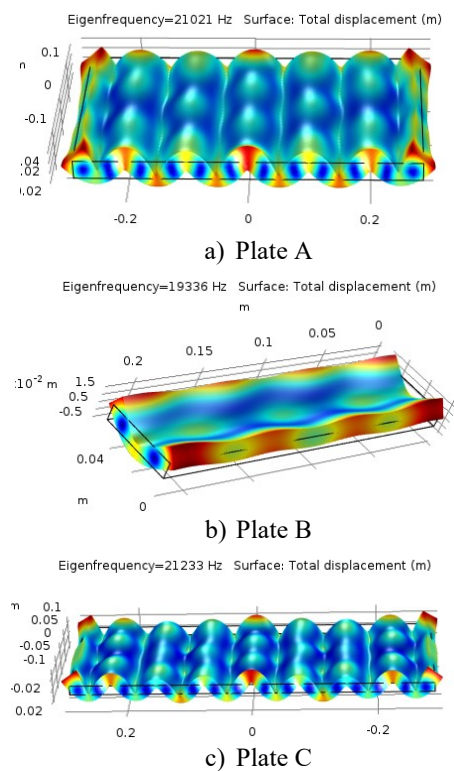 Eigenfrequency=21021 Hz Surface: Total displacement (m)
0.1
n
0
-0.1
.04
.02
0.02
-0.2 0 0.2
a) Plate A
Eigenfrequency=19336 Hz Surface: Total displacement (m)
m
0
0.05
0.1
0.15
0.2
:10⁻² m
1.5
0.5
-0.5
0.04
m
0
b) Plate B
Eigenfrequency=21233 Hz Surface: Total displacement (m)
m 0.1
0.05
0
-0.05
-0.1
-0.02
0.02
0.2 0 -0.2
c) Plate C